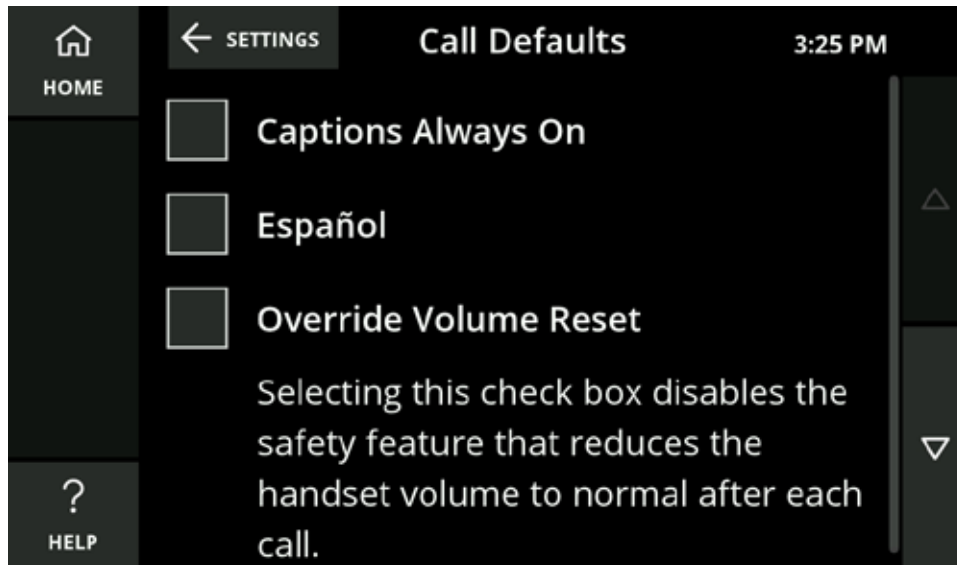 HOME
SETTINGS
Call Defaults
3:25 PM
Captions Always On
Español
Override Volume Reset
Selecting this check box disables the
safety feature that reduces the
handset volume to normal after each
call.
?
HELP